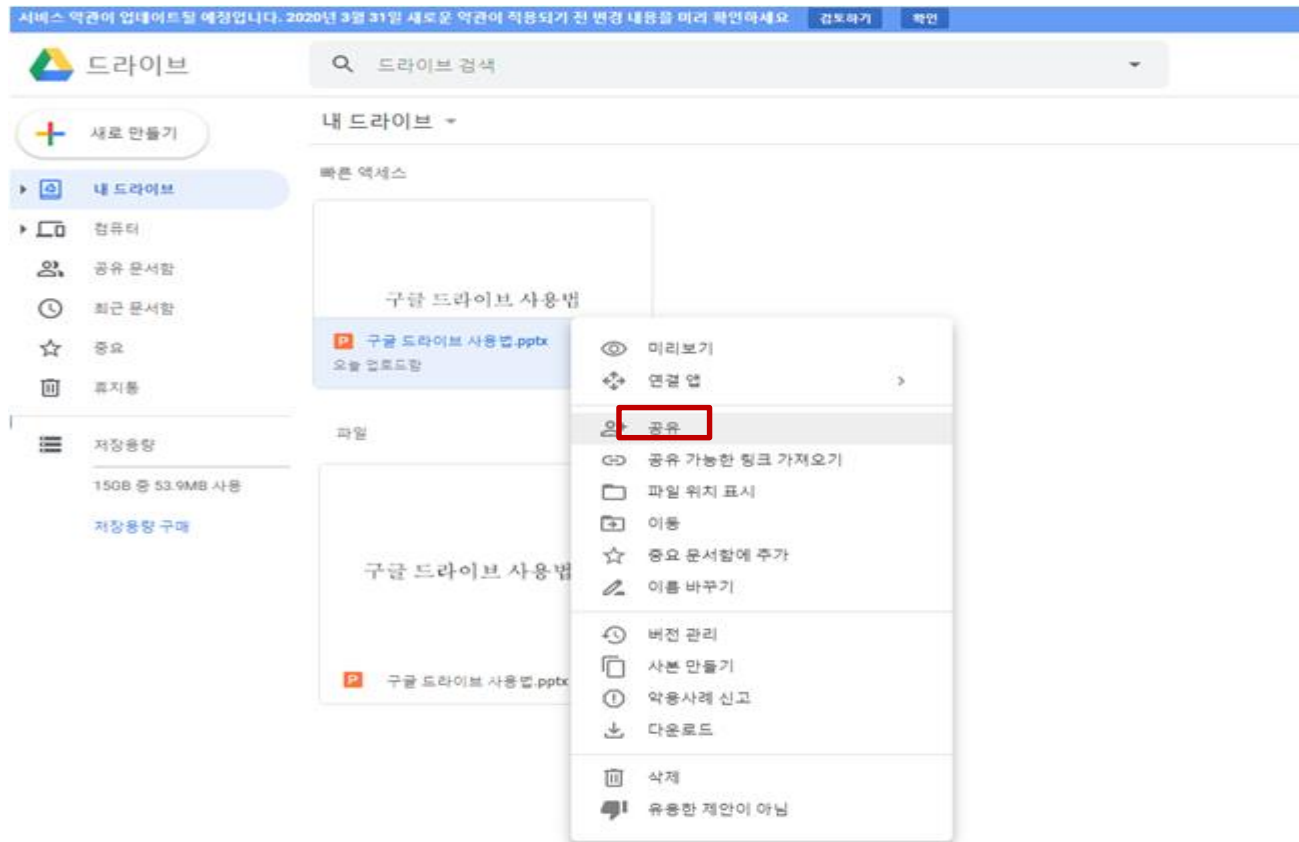 서비스 약관이 업데이트될 예정입니다. 2020년 3월 31일 새로운 약관이 적용되기 전 변경 내용을 미리 확인하세요 검토하기 확인
드라이브
드라이브 검색
새로 만들기
내 드라이브
컴퓨터
공유 문서함
최근 문서함
중요
휴지통
저장용량
15GB 중 53.9MB 사용
저장용량 구매
내 드라이브
빠른 액세스
구글 드라이브 사용법
구글 드라이브 사용법.pptx
오늘 업로드함
파일
구글 드라이브 사용법
구글 드라이브 사용법.pptx
미리보기
연결 앱
공유
공유 가능한 링크 가져오기
파일 위치 표시
이동
중요 문서함에 추가
이름 바꾸기
버전 관리
사본 만들기
악용사례 신고
다운로드
삭제
유용한 제안이 아님